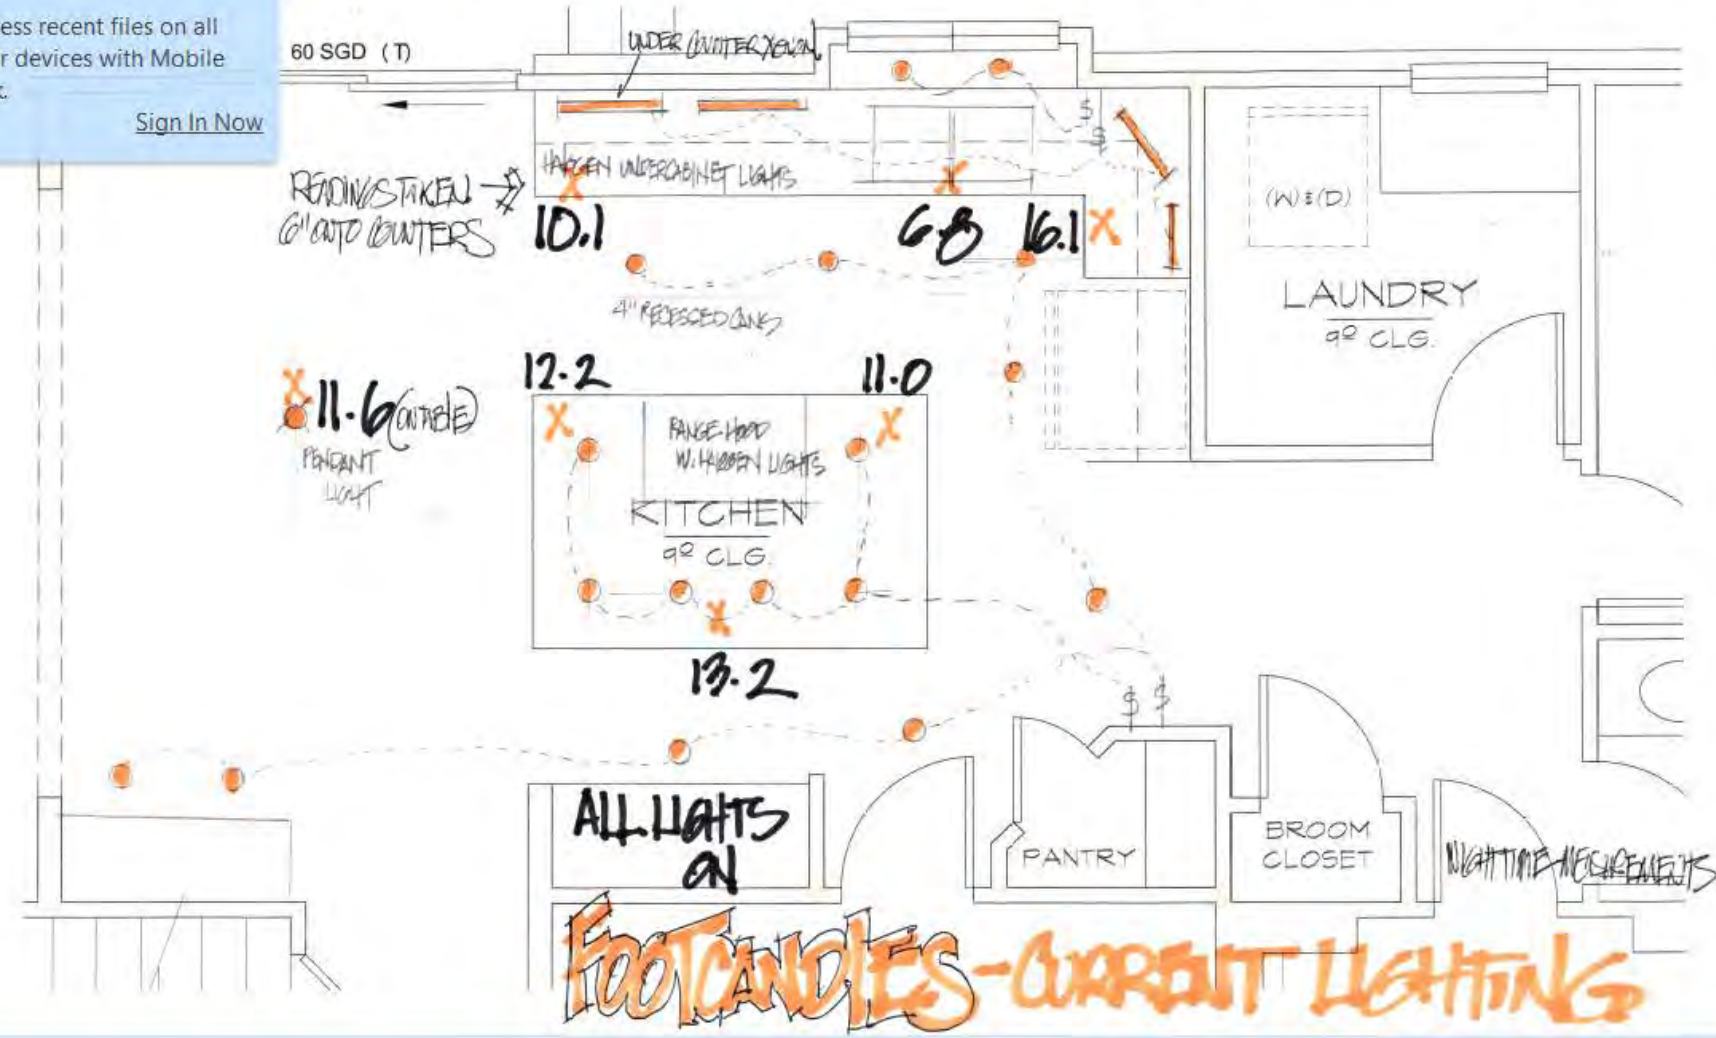 ess recent files on all
r devices with Mobile
Sign In Now
60 SGD (T)
UNDER COUNTER XENON
HALOGEN UNDERCABINET LIGHTS
READINGS TAKEN
6" ONTO COUNTERS
10.1
6.8
16.1
4" RECESSED CANS
$
$
(W)&(D)
LAUNDRY
9º CLG.
11.6 (ON TABLE)
PENDANT
LIGHT
12.2
11.0
RANGE HOOD
W. HALOGEN LIGHTS
KITCHEN
9º CLG.
13.2
$ $
ALL LIGHTS
ON
PANTRY
BROOM
CLOSET
NIGHTTIME MEASUREMENTS
FOOTCANDLES - CURRENT LIGHTING